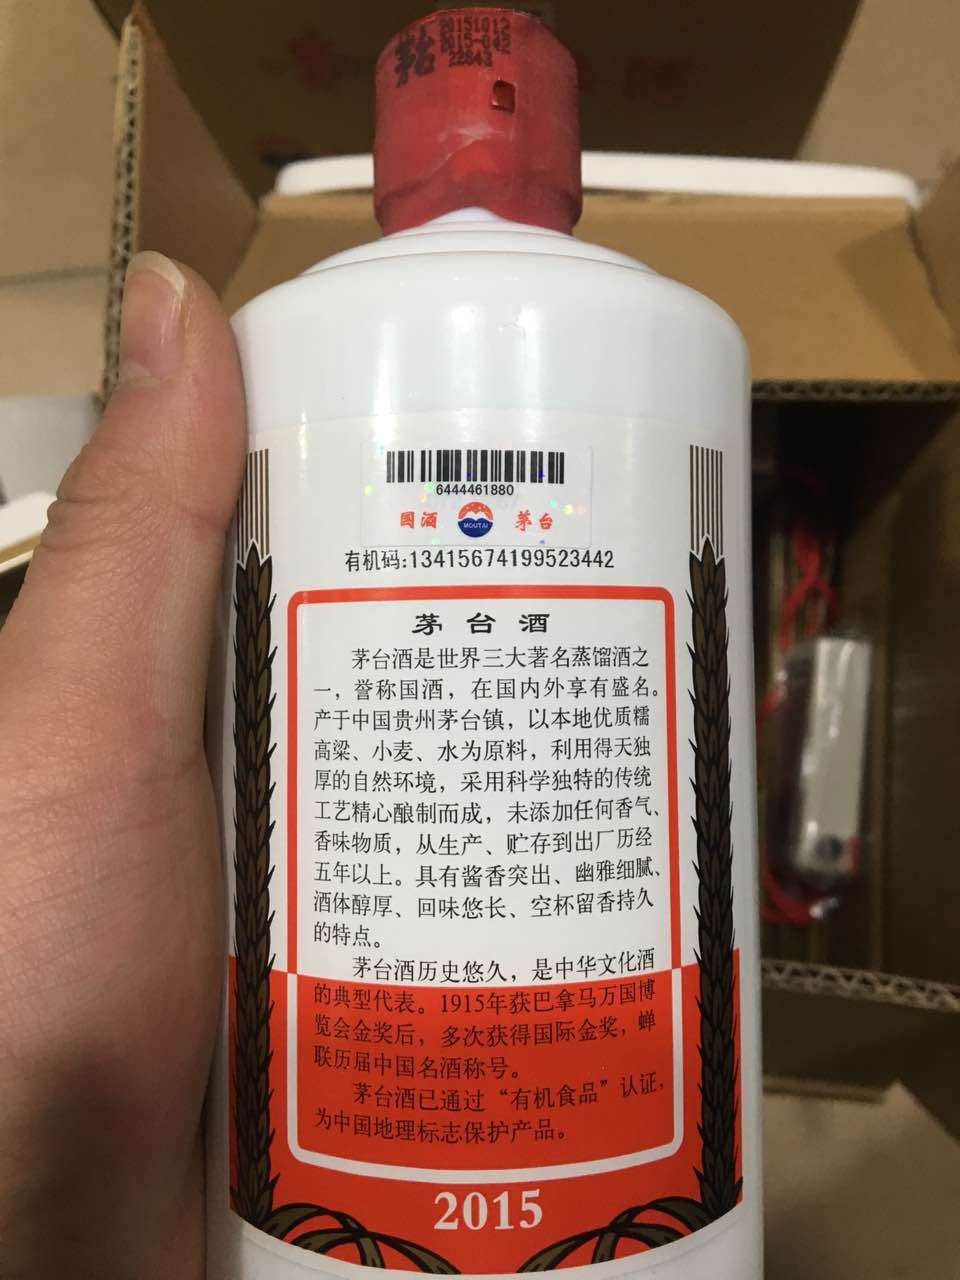 20151012
2015-042
22843
茅台
6444461880
国酒 MOUTAI 茅台
有机码:13415674199523442
茅台酒
茅台酒是世界三大著名蒸馏酒之
一，誉称国酒，在国内外享有盛名。
产于中国贵州茅台镇，以本地优质糯
高粱、小麦、水为原料，利用得天独
厚的自然环境，采用科学独特的传统
工艺精心酿制而成，未添加任何香气、
香味物质，从生产、贮存到出厂历经
五年以上。具有酱香突出、幽雅细腻、
酒体醇厚、回味悠长、空杯留香持久
的特点。
茅台酒历史悠久，是中华文化酒
的典型代表。1915年获巴拿马万国博
览会金奖后，多次获得国际金奖，蝉
联历届中国名酒称号。
茅台酒已通过“有机食品”认证，
为中国地理标志保护产品。
2015